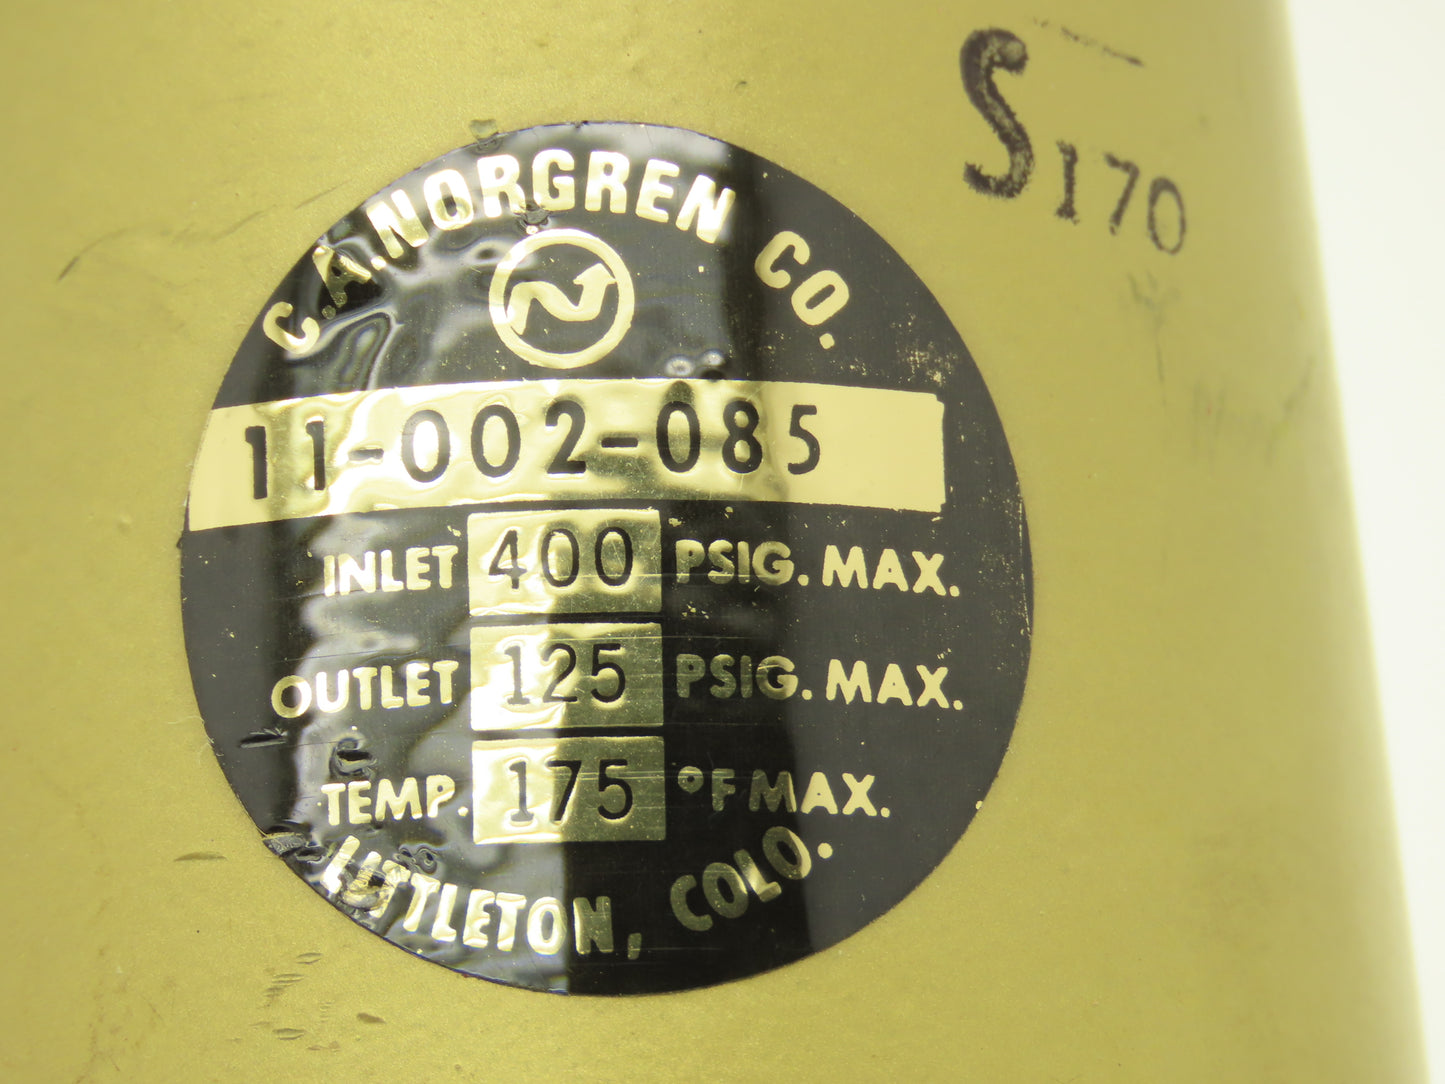 S170
C.A.NORGREN CO.
11-002-085
INLET 400 PSIG. MAX.
OUTLET 125 PSIG. MAX.
TEMP. 175 °F MAX.
LITTLETON, COLO.